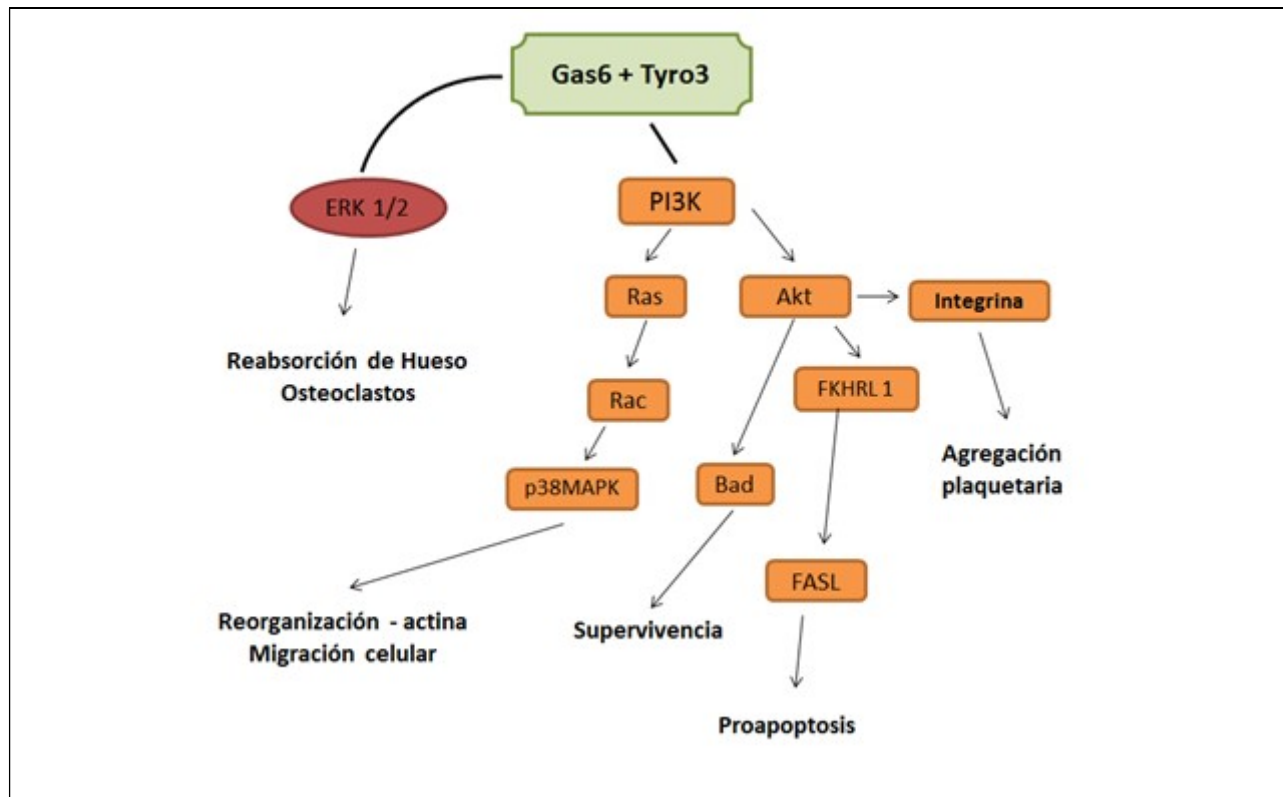 Gas6 + Tyro3
ERK 1/2
PI3K
Ras
Akt
Integrina
Reabsorción de Hueso
Osteoclastos
Rac
FKHRL 1
Agregación
plaquetaria
p38MAPK
Bad
FASL
Reorganización - actina
Migración celular
Supervivencia
Proapoptosis